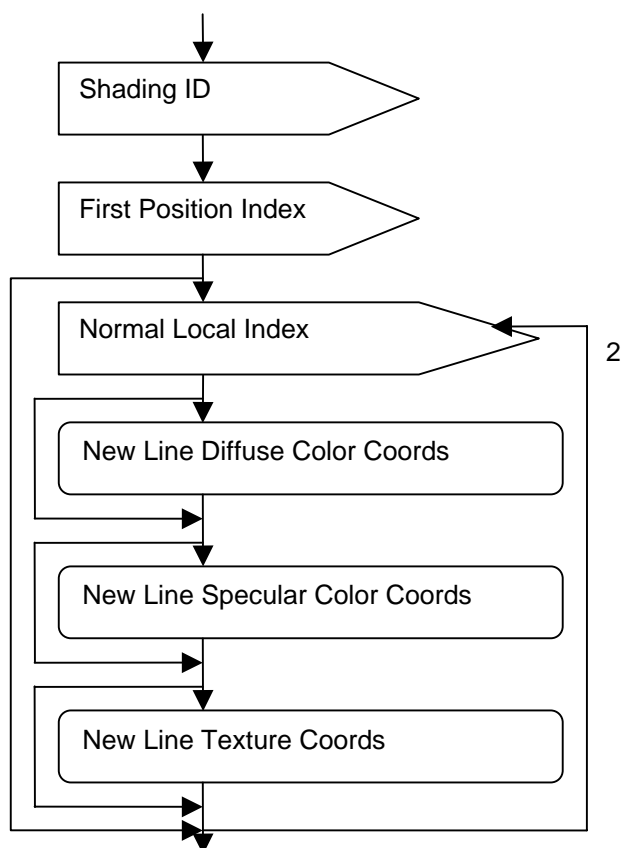 Shading ID
First Position Index
Normal Local Index
2
New Line Diffuse Color Coords
New Line Specular Color Coords
New Line Texture Coords